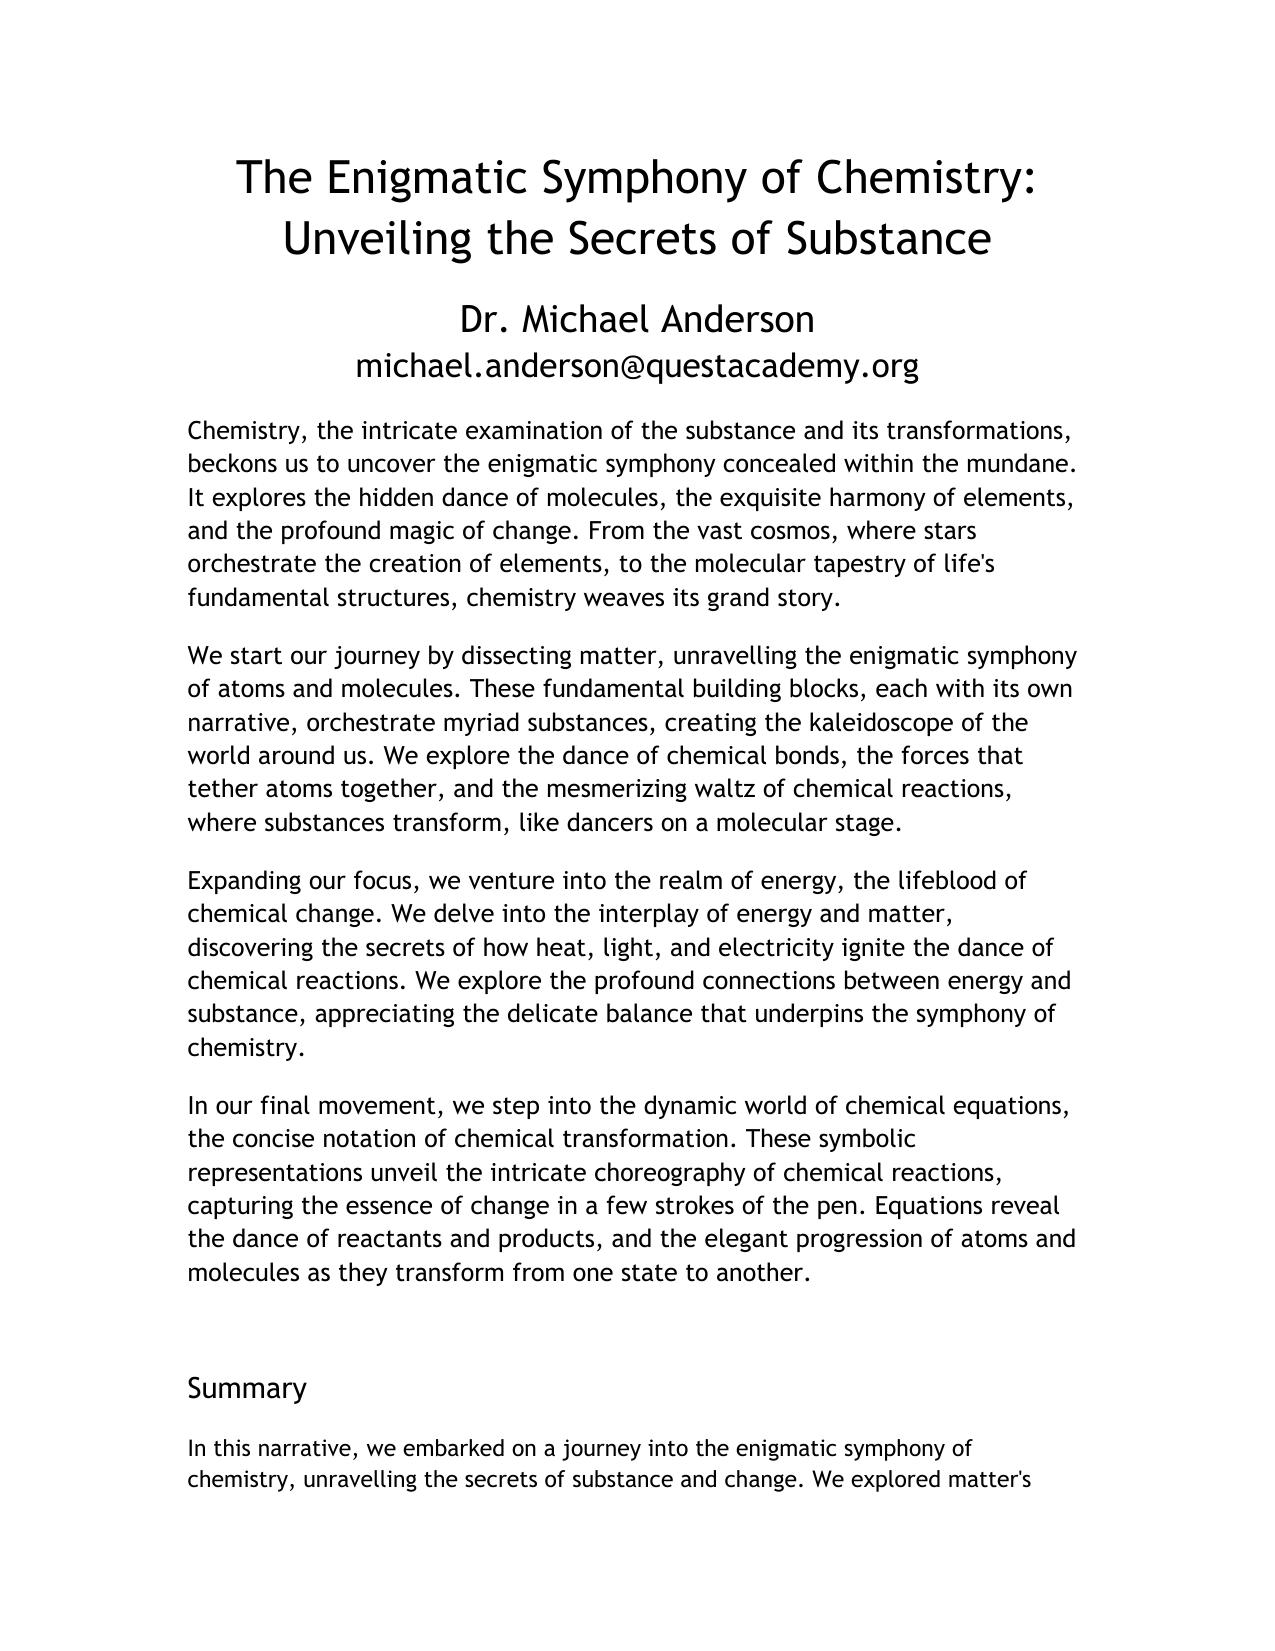 The Enigmatic Symphony of Chemistry:
Unveiling the Secrets of Substance
Dr. Michael Anderson
michael.anderson@questacademy.org
Chemistry, the intricate examination of the substance and its transformations,
beckons us to uncover the enigmatic symphony concealed within the mundane.
It explores the hidden dance of molecules, the exquisite harmony of elements,
and the profound magic of change. From the vast cosmos, where stars
orchestrate the creation of elements, to the molecular tapestry of life's
fundamental structures, chemistry weaves its grand story.
We start our journey by dissecting matter, unravelling the enigmatic symphony
of atoms and molecules. These fundamental building blocks, each with its own
narrative, orchestrate myriad substances, creating the kaleidoscope of the
world around us. We explore the dance of chemical bonds, the forces that
tether atoms together, and the mesmerizing waltz of chemical reactions,
where substances transform, like dancers on a molecular stage.
Expanding our focus, we venture into the realm of energy, the lifeblood of
chemical change. We delve into the interplay of energy and matter,
discovering the secrets of how heat, light, and electricity ignite the dance of
chemical reactions. We explore the profound connections between energy and
substance, appreciating the delicate balance that underpins the symphony of
chemistry.
In our final movement, we step into the dynamic world of chemical equations,
the concise notation of chemical transformation. These symbolic
representations unveil the intricate choreography of chemical reactions,
capturing the essence of change in a few strokes of the pen. Equations reveal
the dance of reactants and products, and the elegant progression of atoms and
molecules as they transform from one state to another.
Summary
In this narrative, we embarked on a journey into the enigmatic symphony of
chemistry, unravelling the secrets of substance and change. We explored matter's